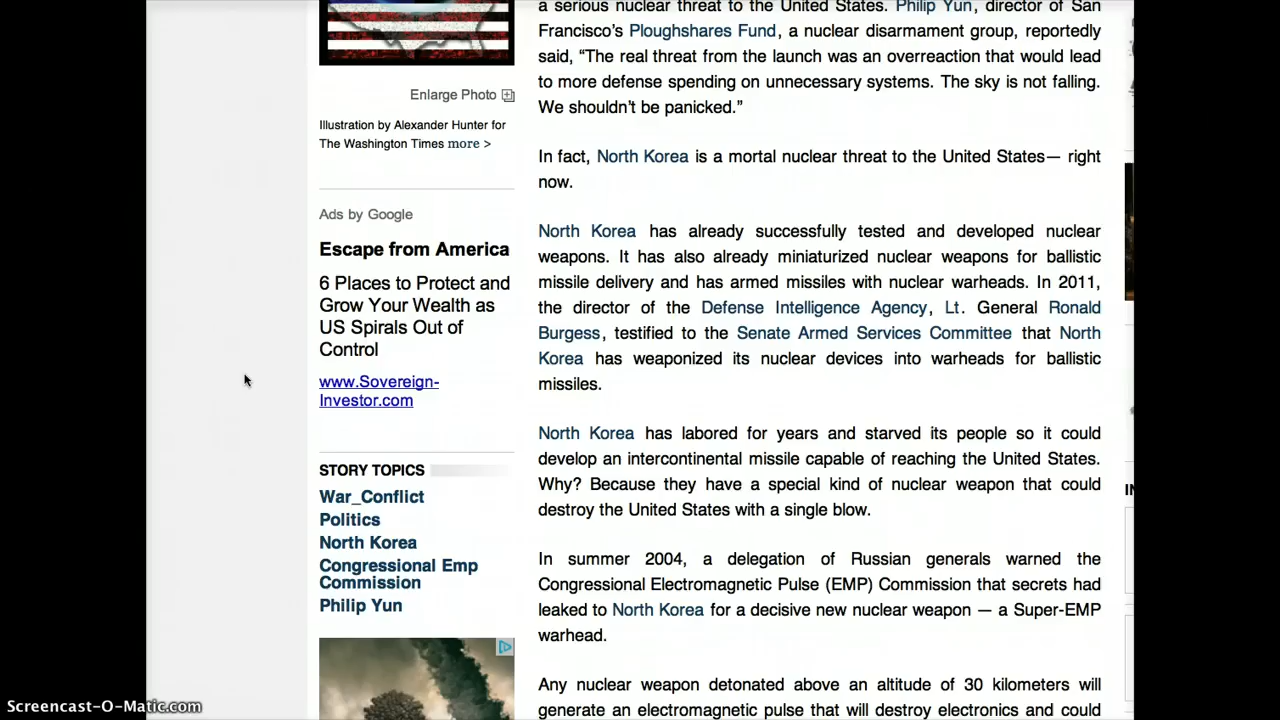 a serious nuclear threat to the United States. Philip Yun, director of San
Francisco's Ploughshares Fund, a nuclear disarmament group, reportedly
said, “The real threat from the launch was an overreaction that would lead
to more defense spending on unnecessary systems. The sky is not falling.
We shouldn't be panicked.”
In fact, North Korea is a mortal nuclear threat to the United States— right
now.
North Korea has already successfully tested and developed nuclear
weapons. It has also already miniaturized nuclear weapons for ballistic
missile delivery and has armed missiles with nuclear warheads. In 2011,
the director of the Defense Intelligence Agency, Lt. General Ronald
Burgess, testified to the Senate Armed Services Committee that North
Korea has weaponized its nuclear devices into warheads for ballistic
missiles.
North Korea has labored for years and starved its people so it could
develop an intercontinental missile capable of reaching the United States.
Why? Because they have a special kind of nuclear weapon that could
destroy the United States with a single blow.
In summer 2004, a delegation of Russian generals warned the
Congressional Electromagnetic Pulse (EMP) Commission that secrets had
leaked to North Korea for a decisive new nuclear weapon — a Super-EMP
warhead.
Any nuclear weapon detonated above an altitude of 30 kilometers will
generate an electromagnetic pulse that will destroy electronics and could
Enlarge Photo
Illustration by Alexander Hunter for
The Washington Times more >
Ads by Google
Escape from America
6 Places to Protect and
Grow Your Wealth as
US Spirals Out of
Control
www.Sovereign-
Investor.com
STORY TOPICS
War_Conflict
Politics
North Korea
Congressional Emp
Commission
Philip Yun
Screencast-O-Matic.com